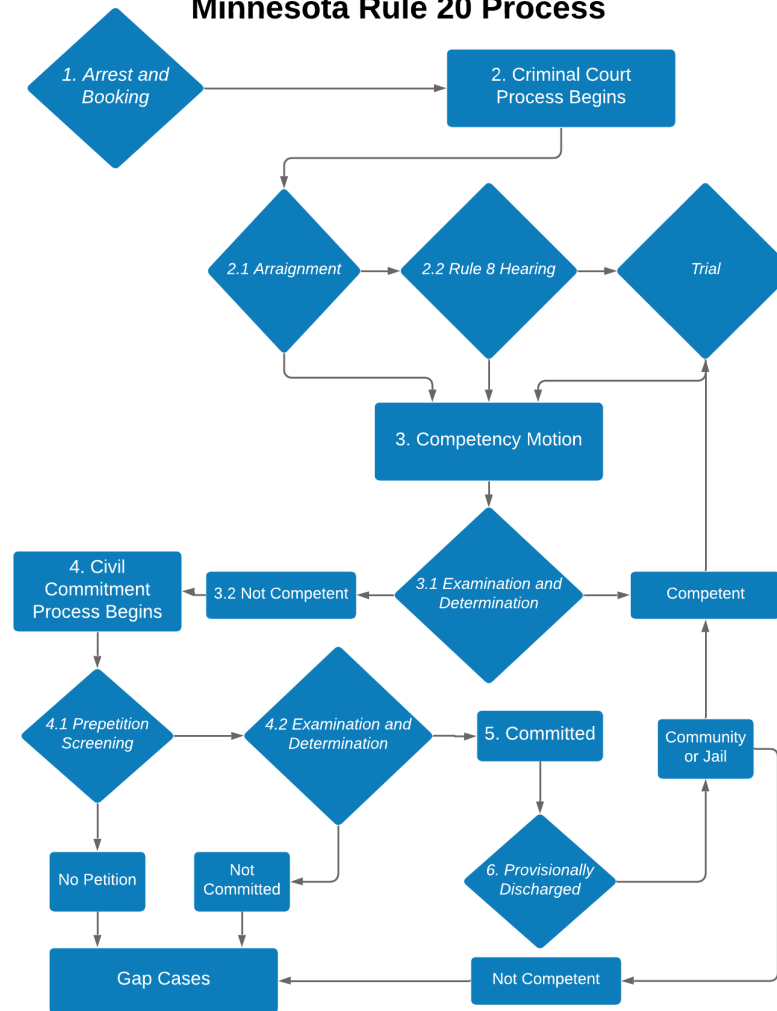 Minnesota Rule 20 Process
1. Arrest and
Booking
2. Criminal Court
Process Begins
2.1 Arraignment
2.2 Rule 8 Hearing
Trial
3. Competency Motion
3.1 Examination and
Determination
3.2 Not Competent
Competent
4. Civil
Commitment
Process Begins
4.1 Prepetition
Screening
4.2 Examination and
Determination
5. Committed
Community
or Jail
No Petition
Not
Committed
6. Provisionally
Discharged
Gap Cases
Not Competent